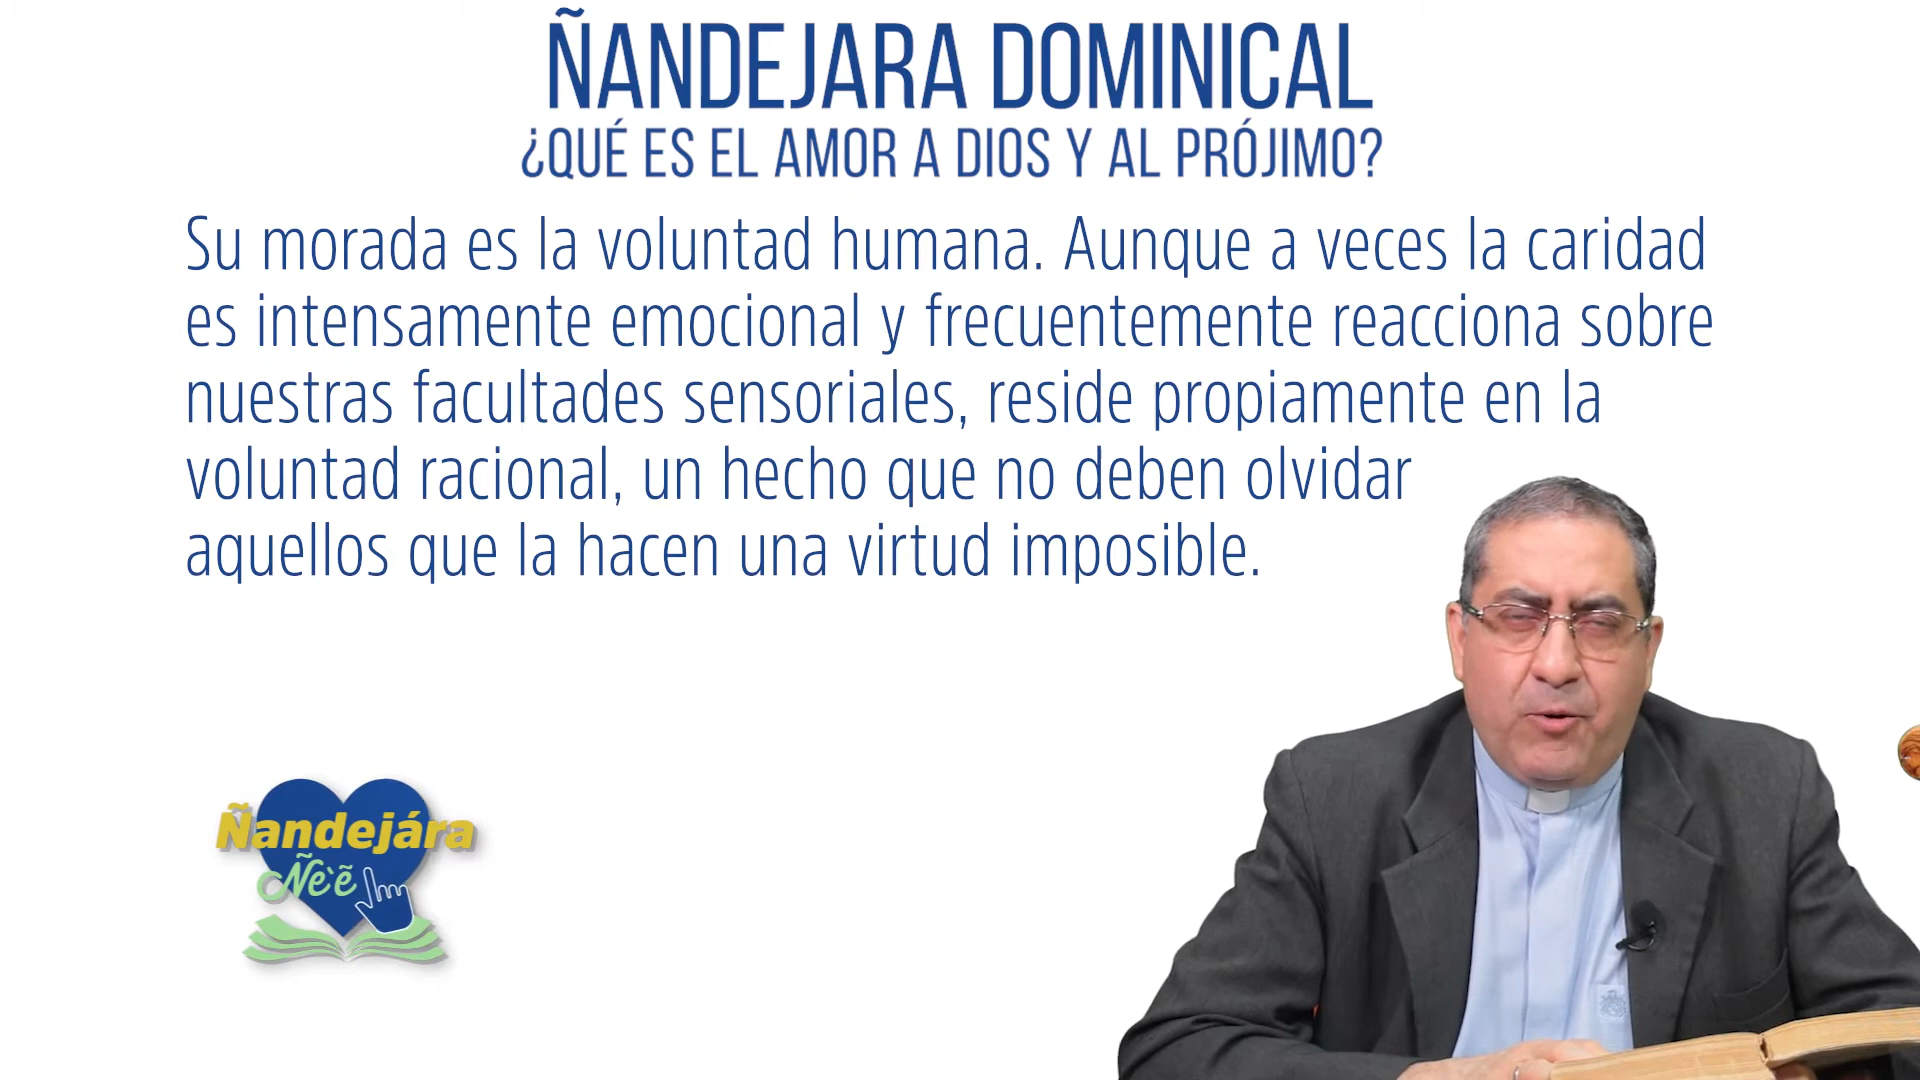 ÑANDEJARA DOMINICAL
¿QUÉ ES EL AMOR A DIOS Y AL PRÓJIMO?
Su morada es la voluntad humana. Aunque a veces la caridad
es intensamente emocional y frecuentemente reacciona sobre
nuestras facultades sensoriales, reside propiamente en la
voluntad racional, un hecho que no deben olvidar
aquellos que la hacen una virtud imposible.
Ñandejára
Ñe'ẽ